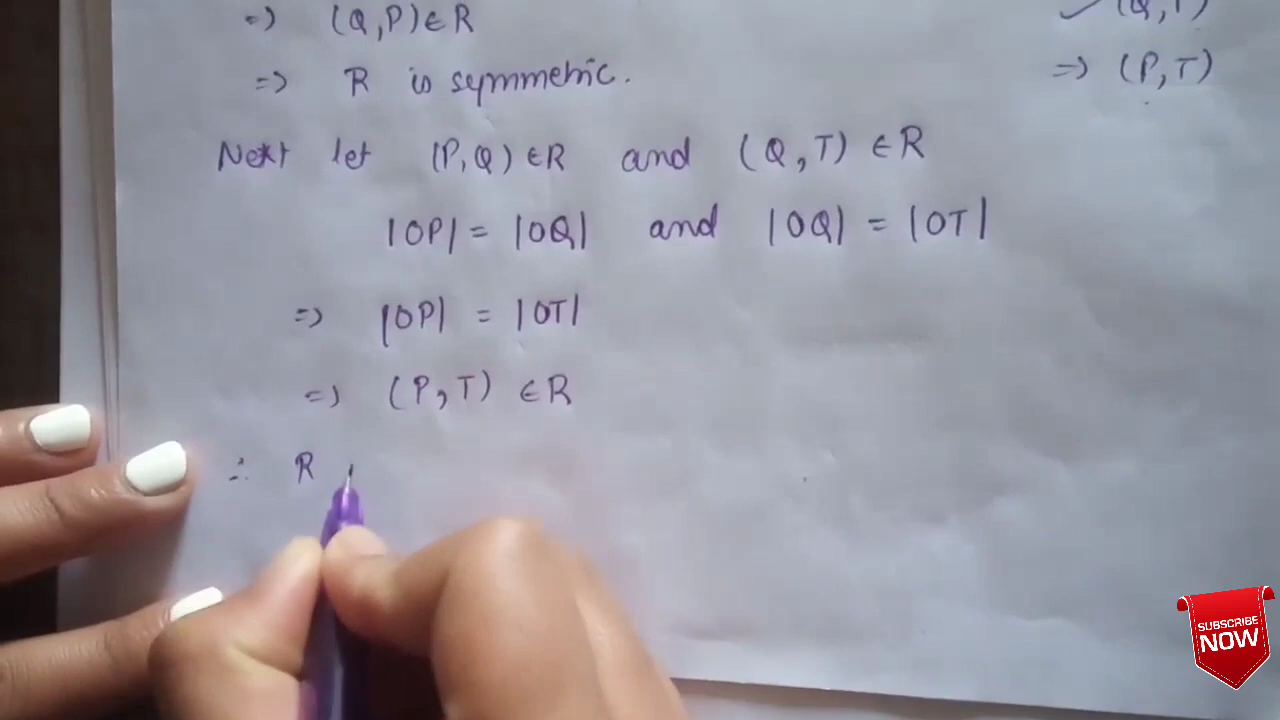 => (Q,P) ∈ R
(Q,T)
=> R is symmetric.
=> (P,T)
Next let (P,Q) ∈ R and (Q,T) ∈ R
|OP| = |OQ| and |OQ| = |OT|
=> |OP| = |OT|
=> (P,T) ∈ R
∴ R
SUBSCRIBE
NOW